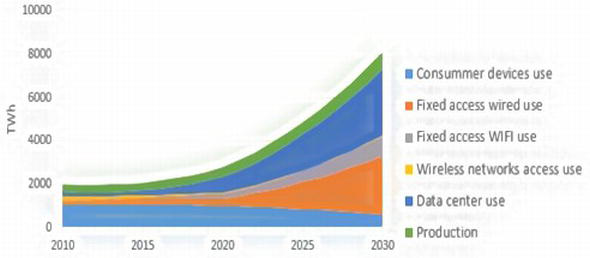 10000
8000
6000
4000
2000
0
TWh
2010
2015
2020
2025
2030
Consummer devices use
Fixed access wired use
Fixed access WIFI use
Wireless networks access use
Data center use
Production